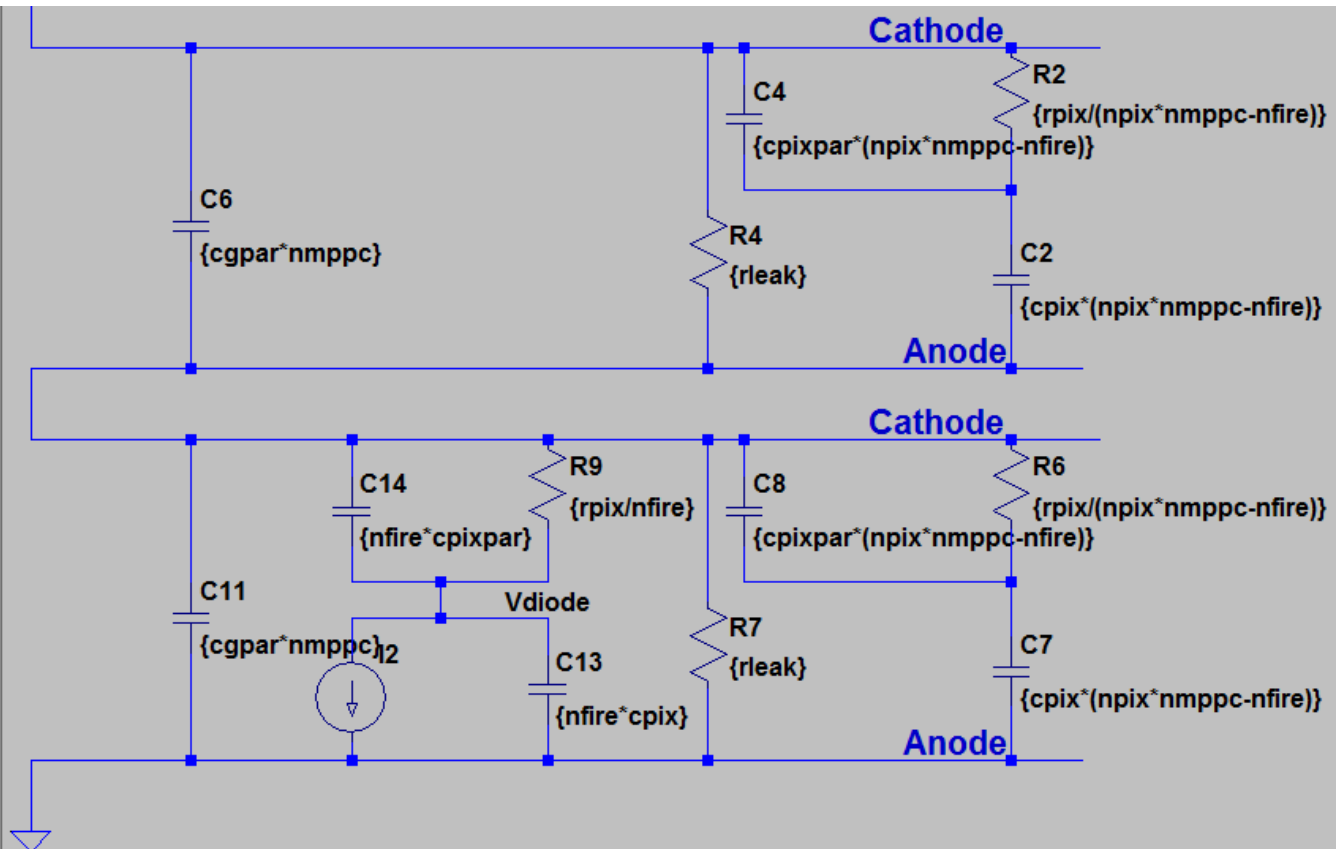 Cathode
R2
{rpix/(npix*nmppc-nfire)}
C4
{cpixpar*(npix*nmppc-nfire)}
C6
{cgpar*nmppc}
R4
{rleak}
C2
{cpix*(npix*nmppc-nfire)}
Anode
Cathode
R6
{rpix/(npix*nmppc-nfire)}
C8
{cpixpar*(npix*nmppc-nfire)}
R9
{rpix/nfire}
C14
{nfire*cpixpar}
C11
{cgpar*nmppc}
Vdiode
I2
C13
{nfire*cpix}
R7
{rleak}
C7
{cpix*(npix*nmppc-nfire)}
Anode